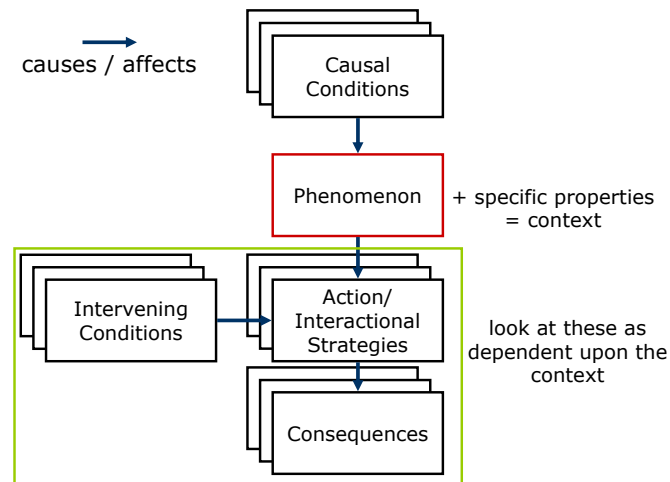 causes / affects
Causal
Conditions
Phenomenon
+ specific properties
= context
Intervening
Conditions
Action/
Interactional
Strategies
look at these as
dependent upon the
context
Consequences